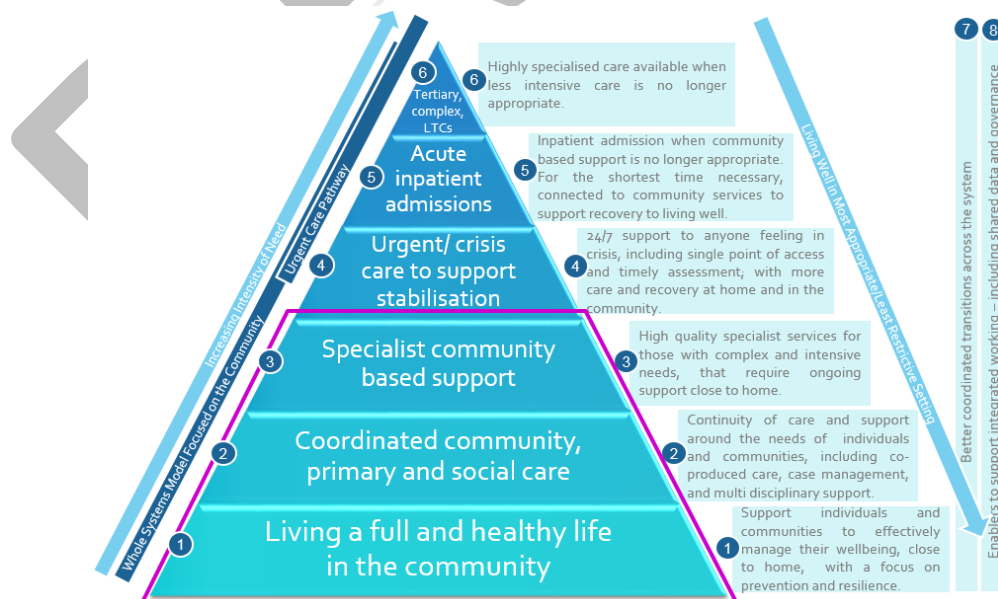 6
Tertiary,
complex,
LTCs
6
Highly specialised care available when
less intensive care is no longer
appropriate.
5
Acute
inpatient
admissions
5
Inpatient admission when community
based support is no longer appropriate.
For the shortest time necessary,
connected to community services to
support recovery to living well.
4
Urgent/ crisis
care to support
stabilisation
4
24/7 support to anyone feeling in
crisis, including single point of access
and timely assessment; with more
care and recovery at home and in the
community.
3
Specialist community
based support
3
High quality specialist services for
those with complex and intensive
needs, that require ongoing
support close to home.
2
Coordinated community,
primary and social care
2
Continuity of care and support
around the needs of individuals
and communities, including co-
produced care, case management,
and multi disciplinary support.
1
Living a full and healthy life
in the community
1
Support individuals and
communities to effectively
manage their wellbeing, close
to home, with a focus on
prevention and resilience.
Increasing Intensity of Need
Whole Systems Model Focused on the Community
Urgent Care Pathway
Living Well in Most Appropriate/Least Restrictive Setting
7
Better coordinated transitions across the system
8
Enablers to support integrated working – including shared data and governance